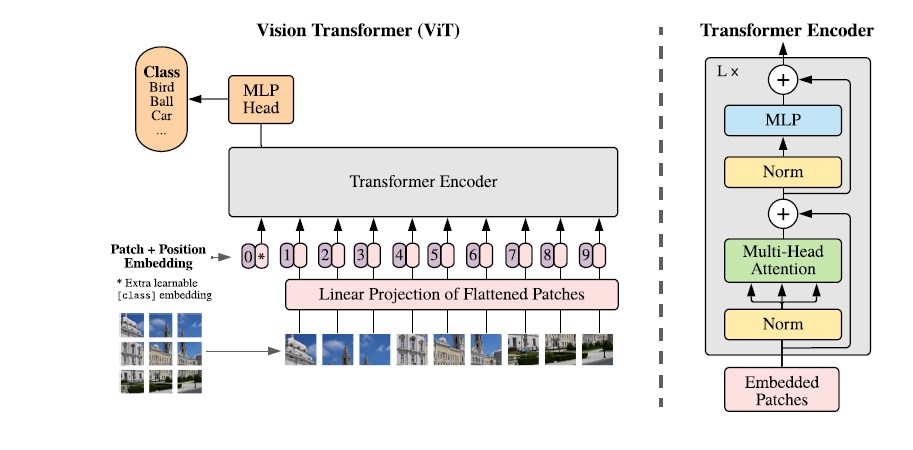 Vision Transformer (ViT)
Class
Bird
Ball
Car
...
MLP
Head
Transformer Encoder
Patch + Position
Embedding
0 * 1 2 3 4 5 6 7 8 9
* Extra learnable
[class] embedding
Linear Projection of Flattened Patches
Transformer Encoder
L x
+
MLP
Norm
+
Multi-Head
Attention
Norm
Embedded
Patches